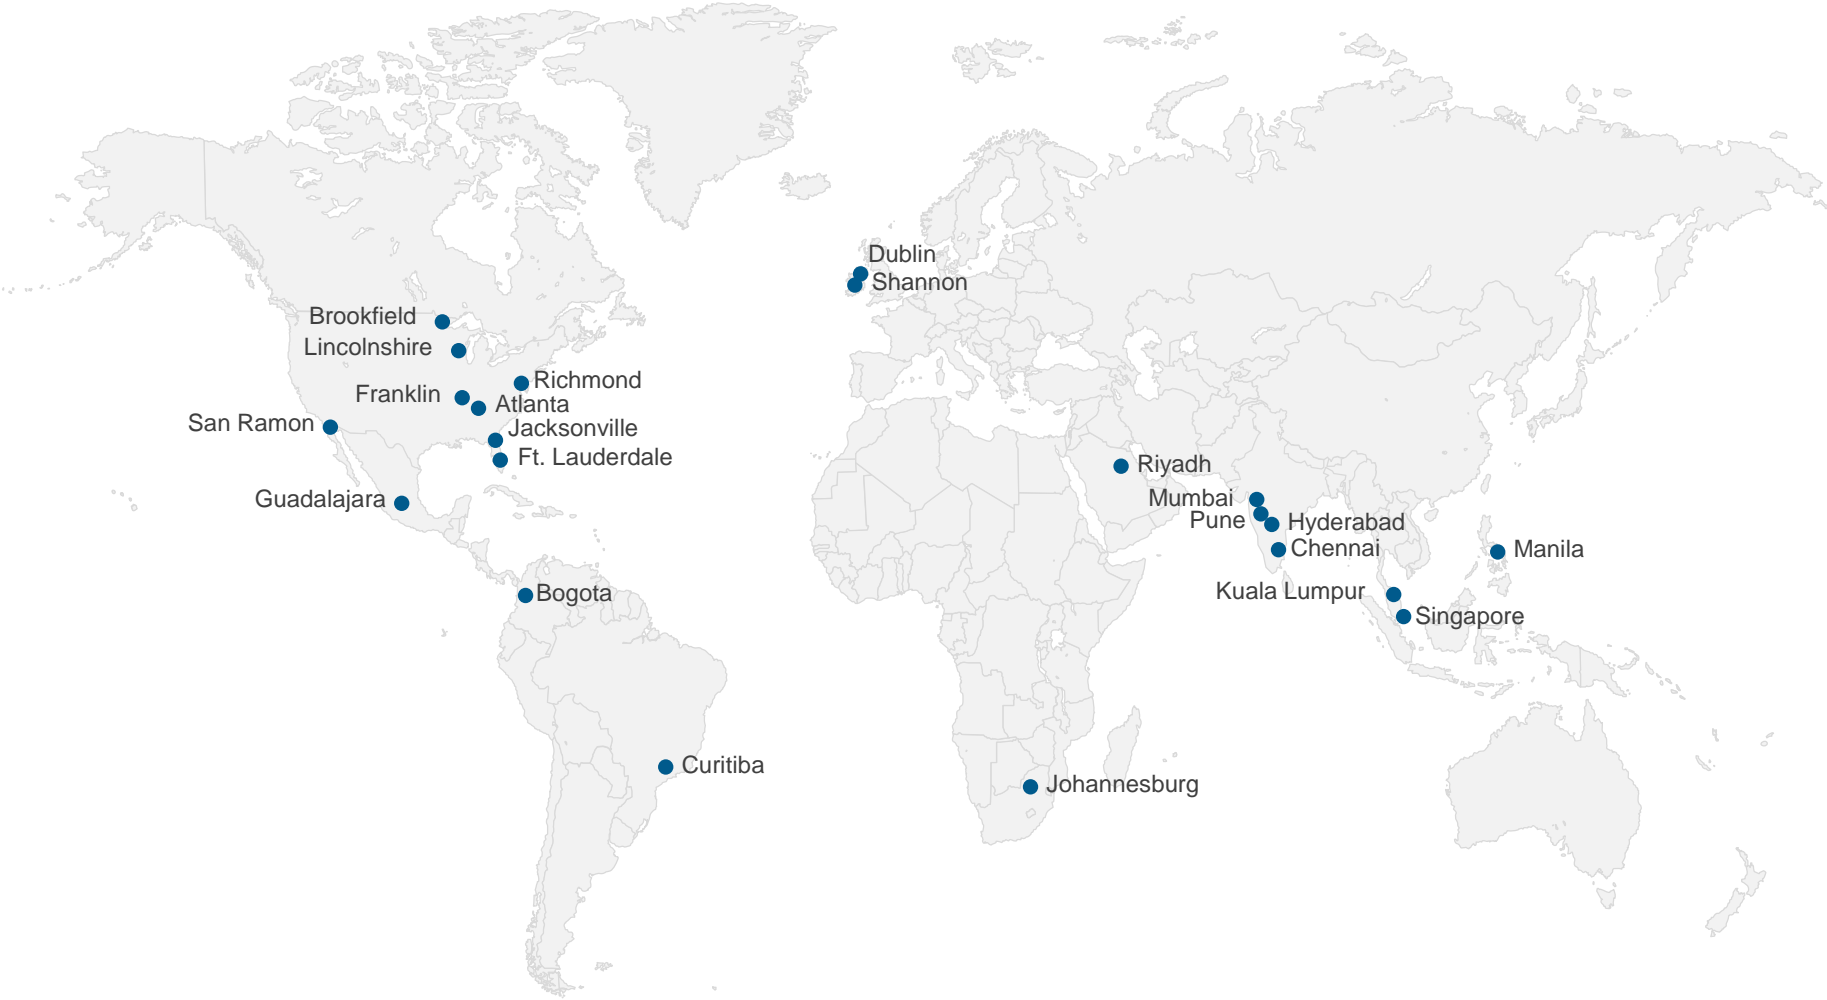 Dublin
Shannon
Brookfield
Lincolnshire
Richmond
Franklin
Atlanta
San Ramon
Jacksonville
Ft. Lauderdale
Riyadh
Guadalajara
Mumbai
Pune
Hyderabad
Chennai
Manila
Kuala Lumpur
Bogota
Singapore
Curitiba
Johannesburg